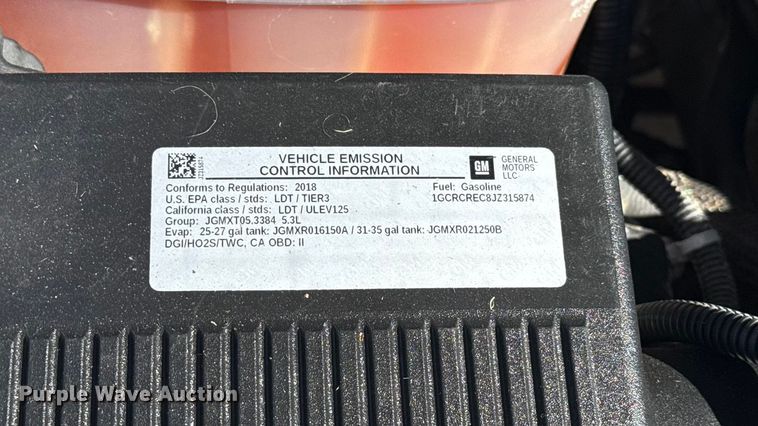 VEHICLE EMISSION
CONTROL INFORMATION
GM
GENERAL
MOTORS
LLC
JZ315874
Conforms to Regulations: 2018
Fuel: Gasoline
U.S. EPA class / stds: LDT / TIER3
1GCRCREC8JZ315874
California class / stds: LDT / ULEV125
Group: JGMXT05.3384 5.3L
Evap: 25-27 gal tank: JGMXR016150A / 31-35 gal tank: JGMXR021250B
DGI/HO2S/TWC, CA OBD: II
Purple Wave Auction